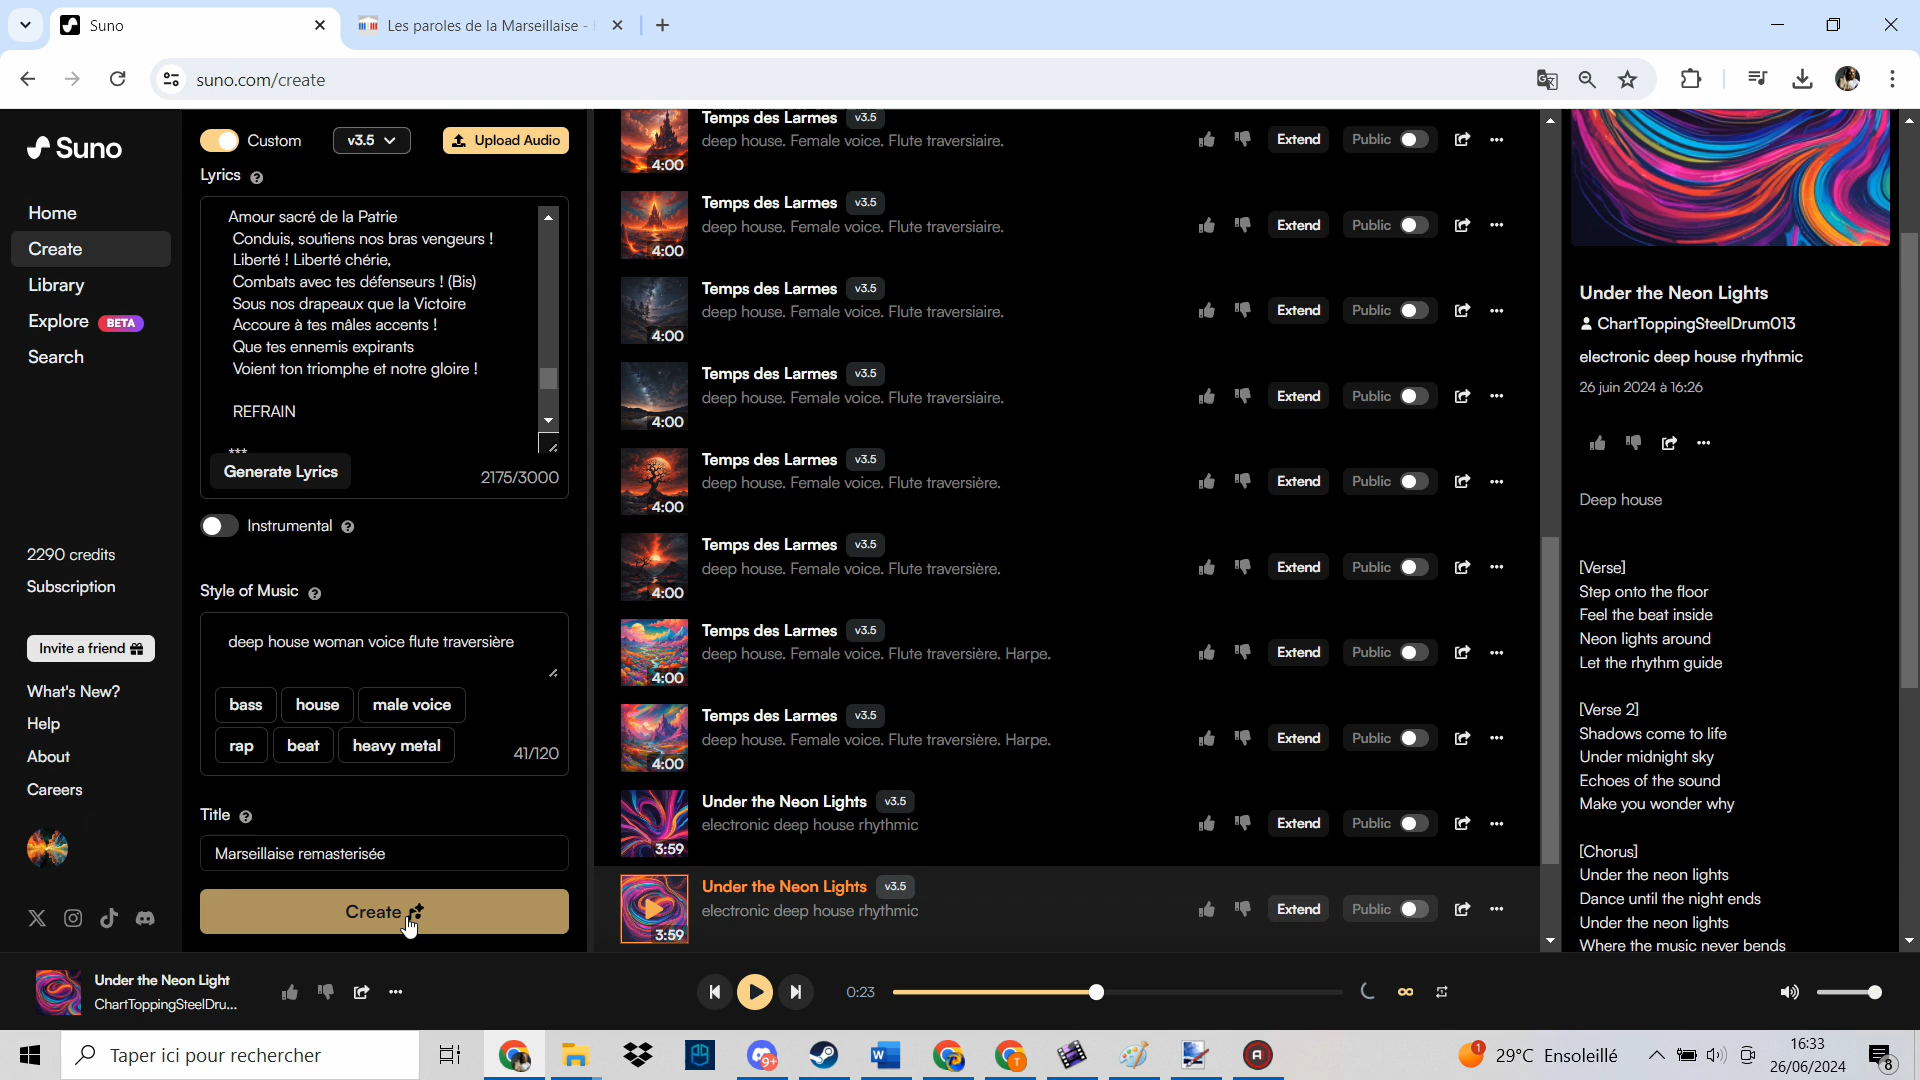 Suno
Les paroles de la Marseillaise -
suno.com/create
Suno
Home
Create
Library
Explore BETA
Search
2290 credits
Subscription
Invite a friend
What's New?
Help
About
Careers
Custom
v3.5
Upload Audio
Lyrics
Amour sacré de la Patrie
Conduis, soutiens nos bras vengeurs !
Liberté ! Liberté chérie,
Combats avec tes défenseurs ! (Bis)
Sous nos drapeaux que la Victoire
Accoure à tes mâles accents !
Que tes ennemis expirants
Voient ton triomphe et notre gloire !
REFRAIN
***
Generate Lyrics
2175/3000
Instrumental
Style of Music
deep house woman voice flute traversière
bass house male voice
rap beat heavy metal
41/120
Title
Marseillaise remasterisée
Create
Temps des Larmes v3.5
deep house. Female voice. Flute traversiaire.
4:00
Extend Public
Temps des Larmes v3.5
deep house. Female voice. Flute traversiaire.
4:00
Extend Public
Temps des Larmes v3.5
deep house. Female voice. Flute traversiaire.
4:00
Extend Public
Temps des Larmes v3.5
deep house. Female voice. Flute traversiaire.
4:00
Extend Public
Temps des Larmes v3.5
deep house. Female voice. Flute traversière.
4:00
Extend Public
Temps des Larmes v3.5
deep house. Female voice. Flute traversière.
4:00
Extend Public
Temps des Larmes v3.5
deep house. Female voice. Flute traversière. Harpe.
4:00
Extend Public
Temps des Larmes v3.5
deep house. Female voice. Flute traversière. Harpe.
4:00
Extend Public
Under the Neon Lights v3.5
electronic deep house rhythmic
3:59
Extend Public
Under the Neon Lights v3.5
electronic deep house rhythmic
3:59
Extend Public
Under the Neon Lights
ChartToppingSteelDrum013
electronic deep house rhythmic
26 juin 2024 à 16:26
Deep house
[Verse]
Step onto the floor
Feel the beat inside
Neon lights around
Let the rhythm guide
[Verse 2]
Shadows come to life
Under midnight sky
Echoes of the sound
Make you wonder why
[Chorus]
Under the neon lights
Dance until the night ends
Under the neon lights
Where the music never bends
Under the Neon Light
ChartToppingSteelDru...
0:23
Taper ici pour rechercher
9+
1
29°C Ensoleillé
16:33
26/06/2024
8